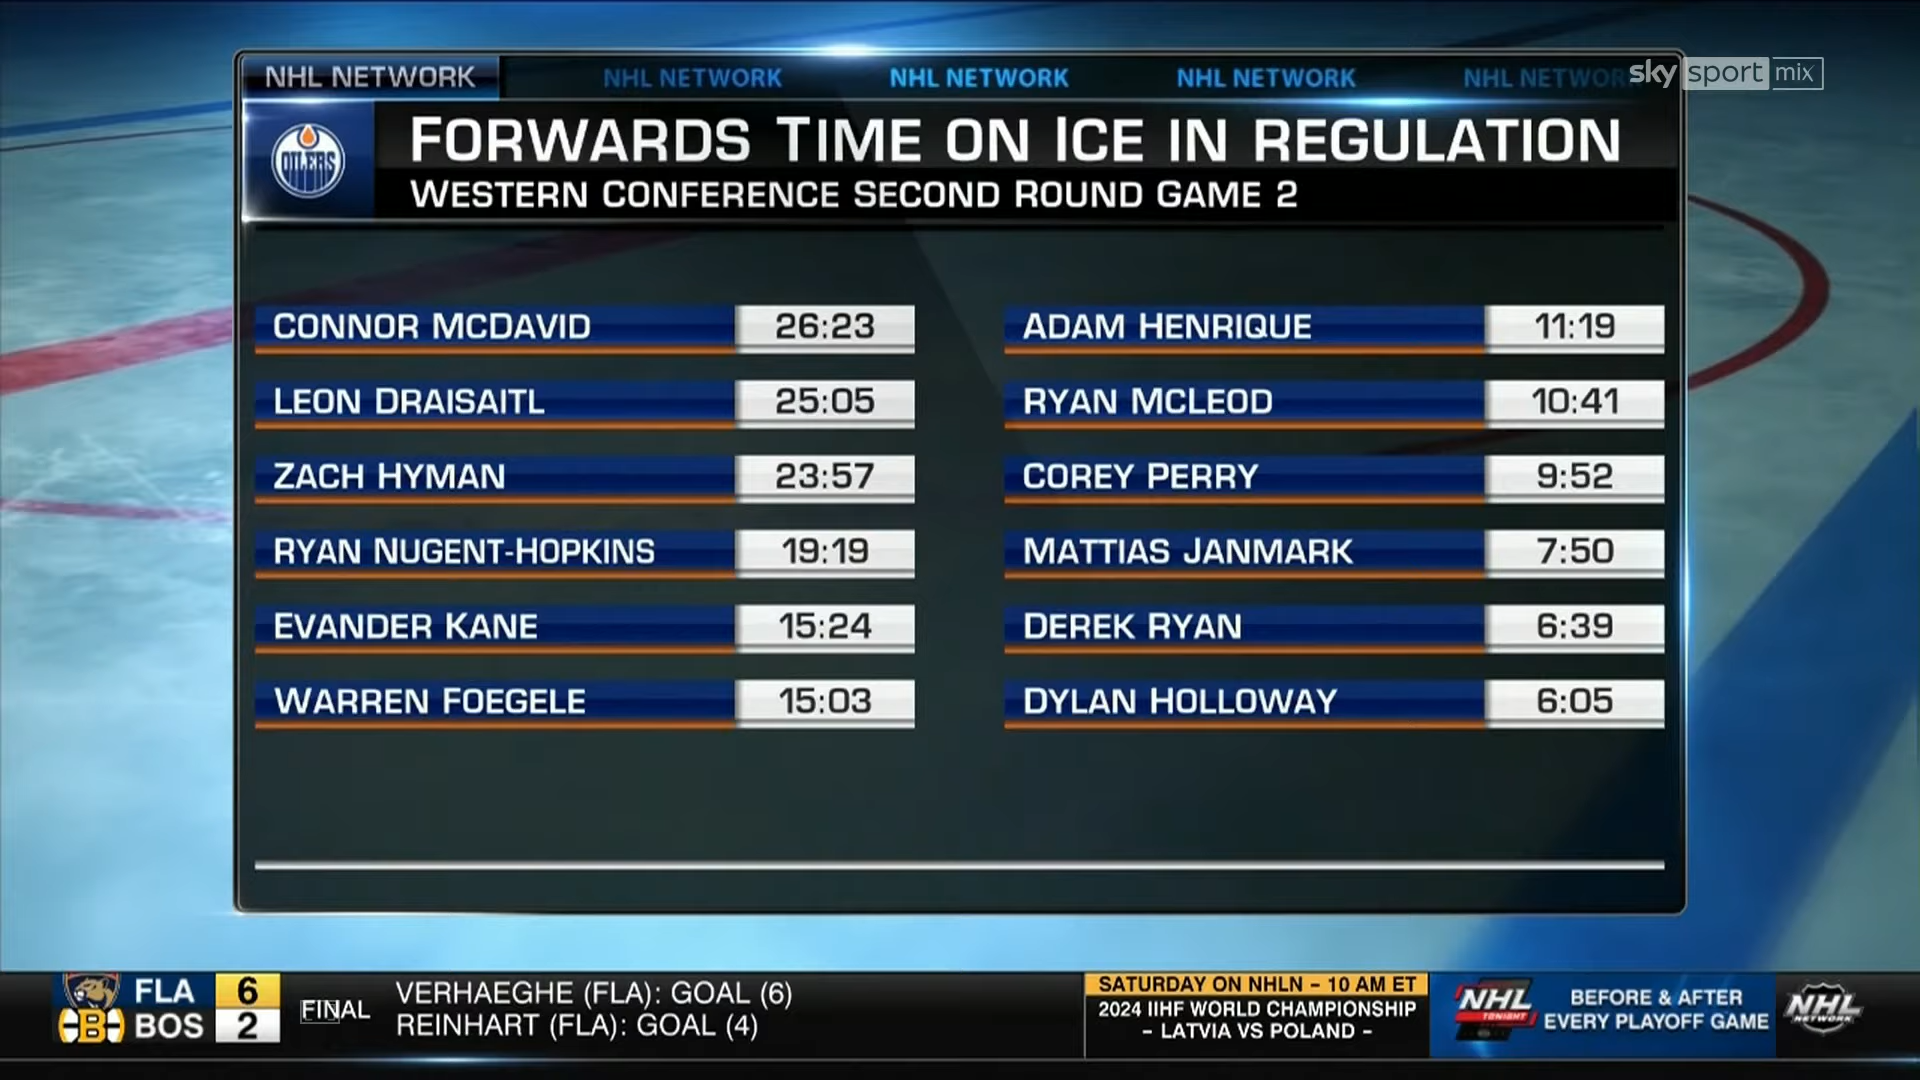 NHL NETWORK NHL NETWORK NHL NETWORK NHL NETWORK NHL NETWOR
sky sport mix
OILERS
FORWARDS TIME ON ICE IN REGULATION
WESTERN CONFERENCE SECOND ROUND GAME 2
CONNOR MCDAVID 26:23
LEON DRAISAITL 25:05
ZACH HYMAN 23:57
RYAN NUGENT-HOPKINS 19:19
EVANDER KANE 15:24
WARREN FOEGELE 15:03
ADAM HENRIQUE 11:19
RYAN MCLEOD 10:41
COREY PERRY 9:52
MATTIAS JANMARK 7:50
DEREK RYAN 6:39
DYLAN HOLLOWAY 6:05
FLA 6
B BOS 2
FINAL
VERHAEGHE (FLA): GOAL (6)
REINHART (FLA): GOAL (4)
SATURDAY ON NHLN - 10 AM ET
2024 IIHF WORLD CHAMPIONSHIP
- LATVIA VS POLAND -
NHL
TONIGHT
BEFORE & AFTER
EVERY PLAYOFF GAME
NHL
NETWORK